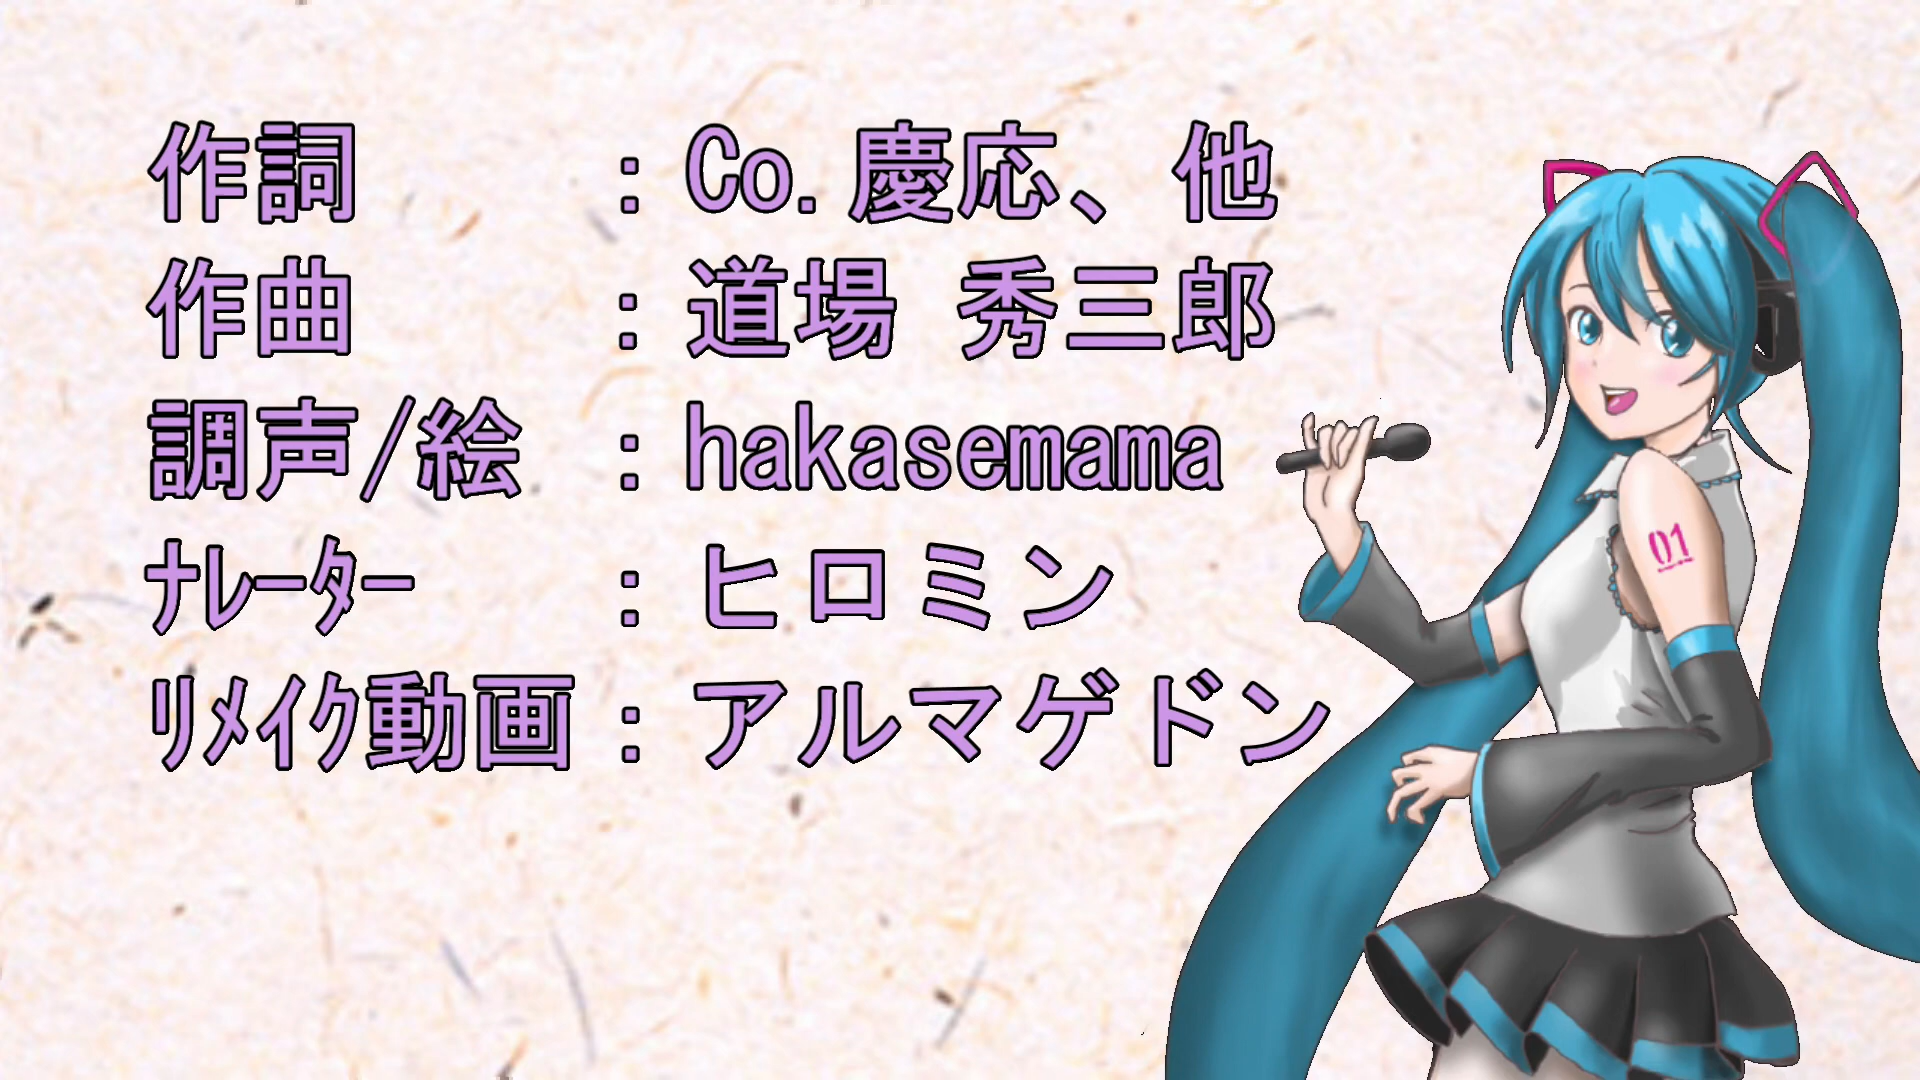 作詞　　　：Co.慶応、他
作曲　　　：道場 秀三郎
調声/絵　：hakasemama
ﾅﾚｰﾀｰ　　　：ヒロミン
ﾘﾒｲｸ動画：アルマゲドン
01